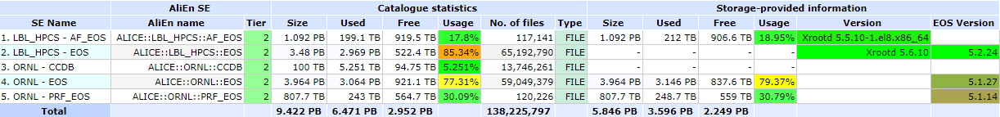 AliEn SE Catalogue statistics Storage-provided information
SE Name AliEn name Tier Size Used Free Usage No. of files Type Size Used Free Usage Version EOS Version
1. LBL_HPCS - AF_EOS ALICE::LBL_HPCS::AF_EOS 2 1.092 PB 199.1 TB 919.5 TB 17.8% 117,141 FILE 1.092 PB 212 TB 906.6 TB 18.95% Xrootd 5.5.10-1.el8.x86_64
2. LBL_HPCS - EOS ALICE::LBL_HPCS::EOS 2 3.48 PB 2.969 PB 522.4 TB 85.34% 65,192,790 FILE - - - - Xrootd 5.6.10 5.2.24
3. ORNL - CCDB ALICE::ORNL::CCDB 2 100 TB 5.251 TB 94.75 TB 5.251% 13,746,261 FILE - - - -
4. ORNL - EOS ALICE::ORNL::EOS 2 3.964 PB 3.064 PB 921.1 TB 77.31% 59,049,379 FILE 3.964 PB 3.146 PB 837.6 TB 79.37% 5.1.27
5. ORNL - PRF_EOS ALICE::ORNL::PRF_EOS 2 807.7 TB 243 TB 564.7 TB 30.09% 120,226 FILE 807.7 TB 248.7 TB 559 TB 30.79% 5.1.14
Total 9.422 PB 6.471 PB 2.952 PB 138,225,797 5.846 PB 3.596 PB 2.249 PB